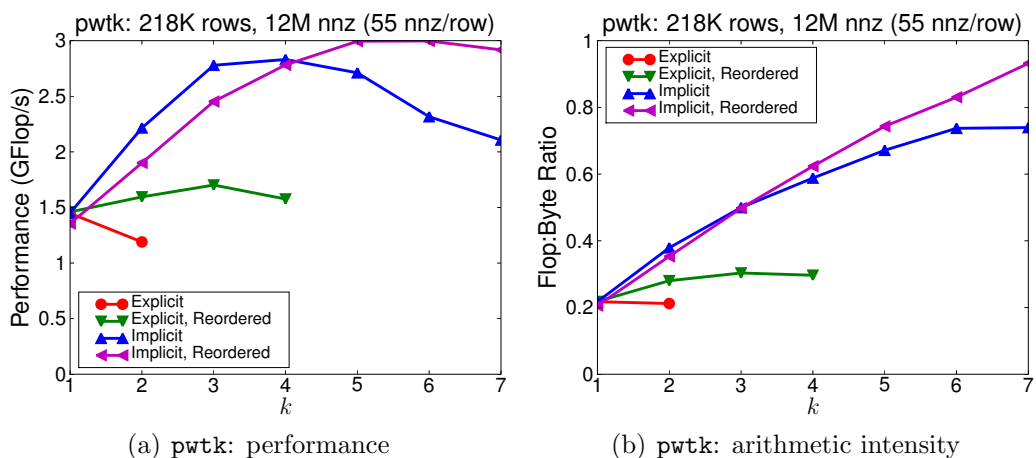 pwtk: 218K rows, 12M nnz (55 nnz/row)
Performance (GFlop/s)
3
2.5
2
1.5
1
0.5
0
Explicit
Explicit, Reordered
Implicit
Implicit, Reordered
1 2 3 4 5 6 7
k
(a) pwtk: performance
pwtk: 218K rows, 12M nnz (55 nnz/row)
Flop:Byte Ratio
1
0.8
0.6
0.4
0.2
0
Explicit
Explicit, Reordered
Implicit
Implicit, Reordered
1 2 3 4 5 6 7
k
(b) pwtk: arithmetic intensity